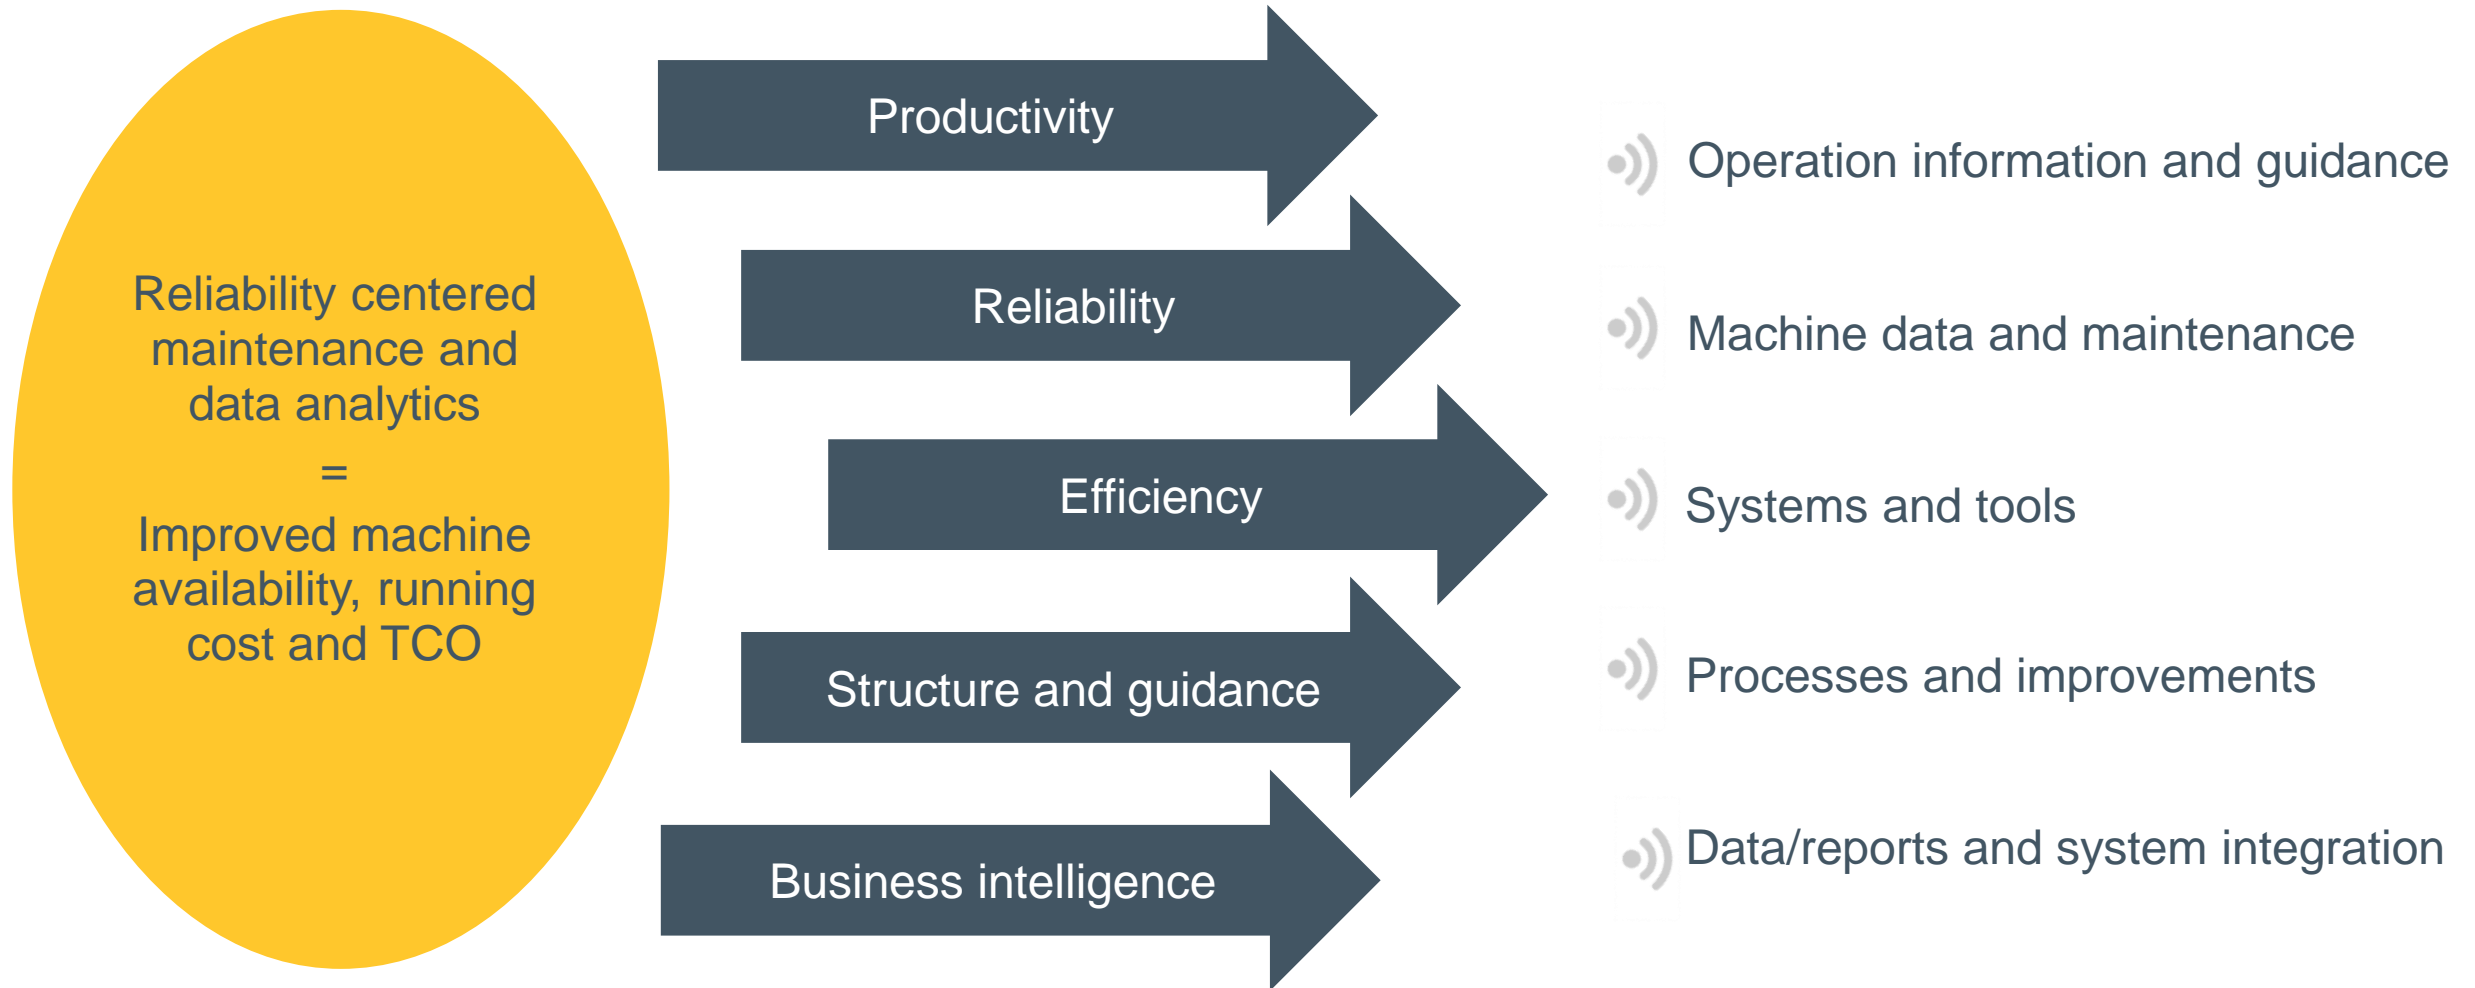 Reliability centered
maintenance and
data analytics
=
Improved machine
availability, running
cost and TCO
Productivity
Reliability
Efficiency
Structure and guidance
Business intelligence
Operation information and guidance
Machine data and maintenance
Systems and tools
Processes and improvements
Data/reports and system integration